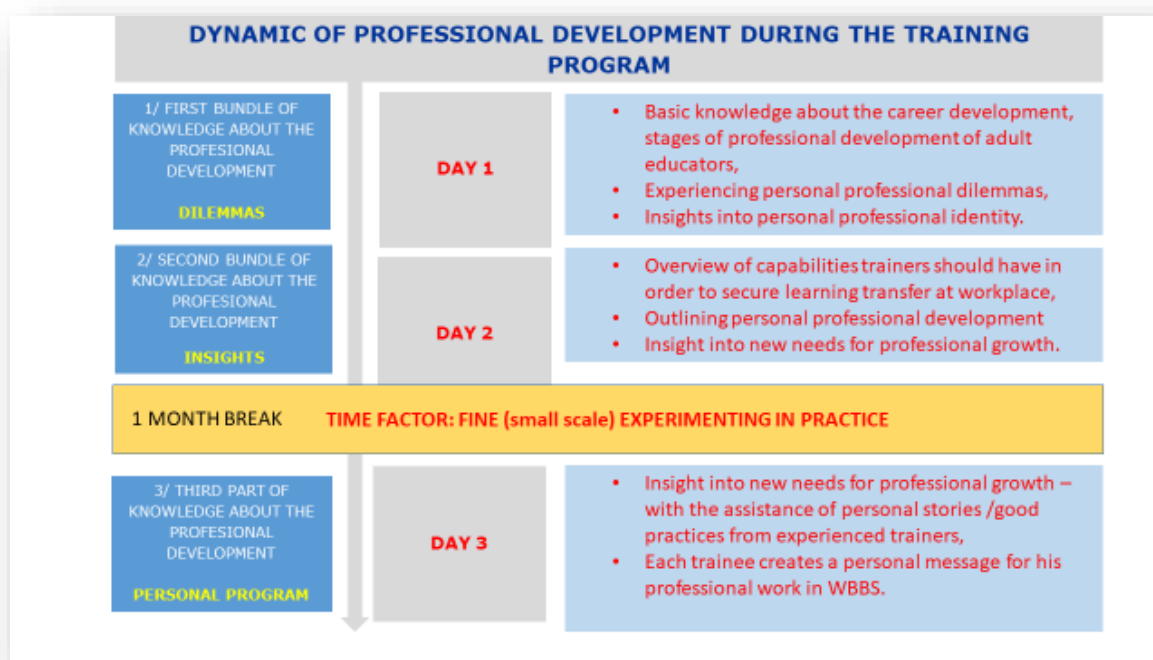 DYNAMIC OF PROFESSIONAL DEVELOPMENT DURING THE TRAINING
PROGRAM
1/ FIRST BUNDLE OF
KNOWLEDGE ABOUT THE
PROFESIONAL
DEVELOPMENT
DILEMMAS
DAY 1
• Basic knowledge about the career development,
stages of professional development of adult
educators,
• Experiencing personal professional dilemmas,
• Insights into personal professional identity.
2/ SECOND BUNDLE OF
KNOWLEDGE ABOUT THE
PROFESIONAL
DEVELOPMENT
INSIGHTS
DAY 2
• Overview of capabilities trainers should have in
order to secure learning transfer at workplace,
• Outlining personal professional development
• Insight into new needs for professional growth.
1 MONTH BREAK TIME FACTOR: FINE (small scale) EXPERIMENTING IN PRACTICE
3/ THIRD PART OF
KNOWLEDGE ABOUT THE
PROFESIONAL
DEVELOPMENT
PERSONAL PROGRAM
DAY 3
• Insight into new needs for professional growth –
with the assistance of personal stories /good
practices from experienced trainers,
• Each trainee creates a personal message for his
professional work in WBBS.